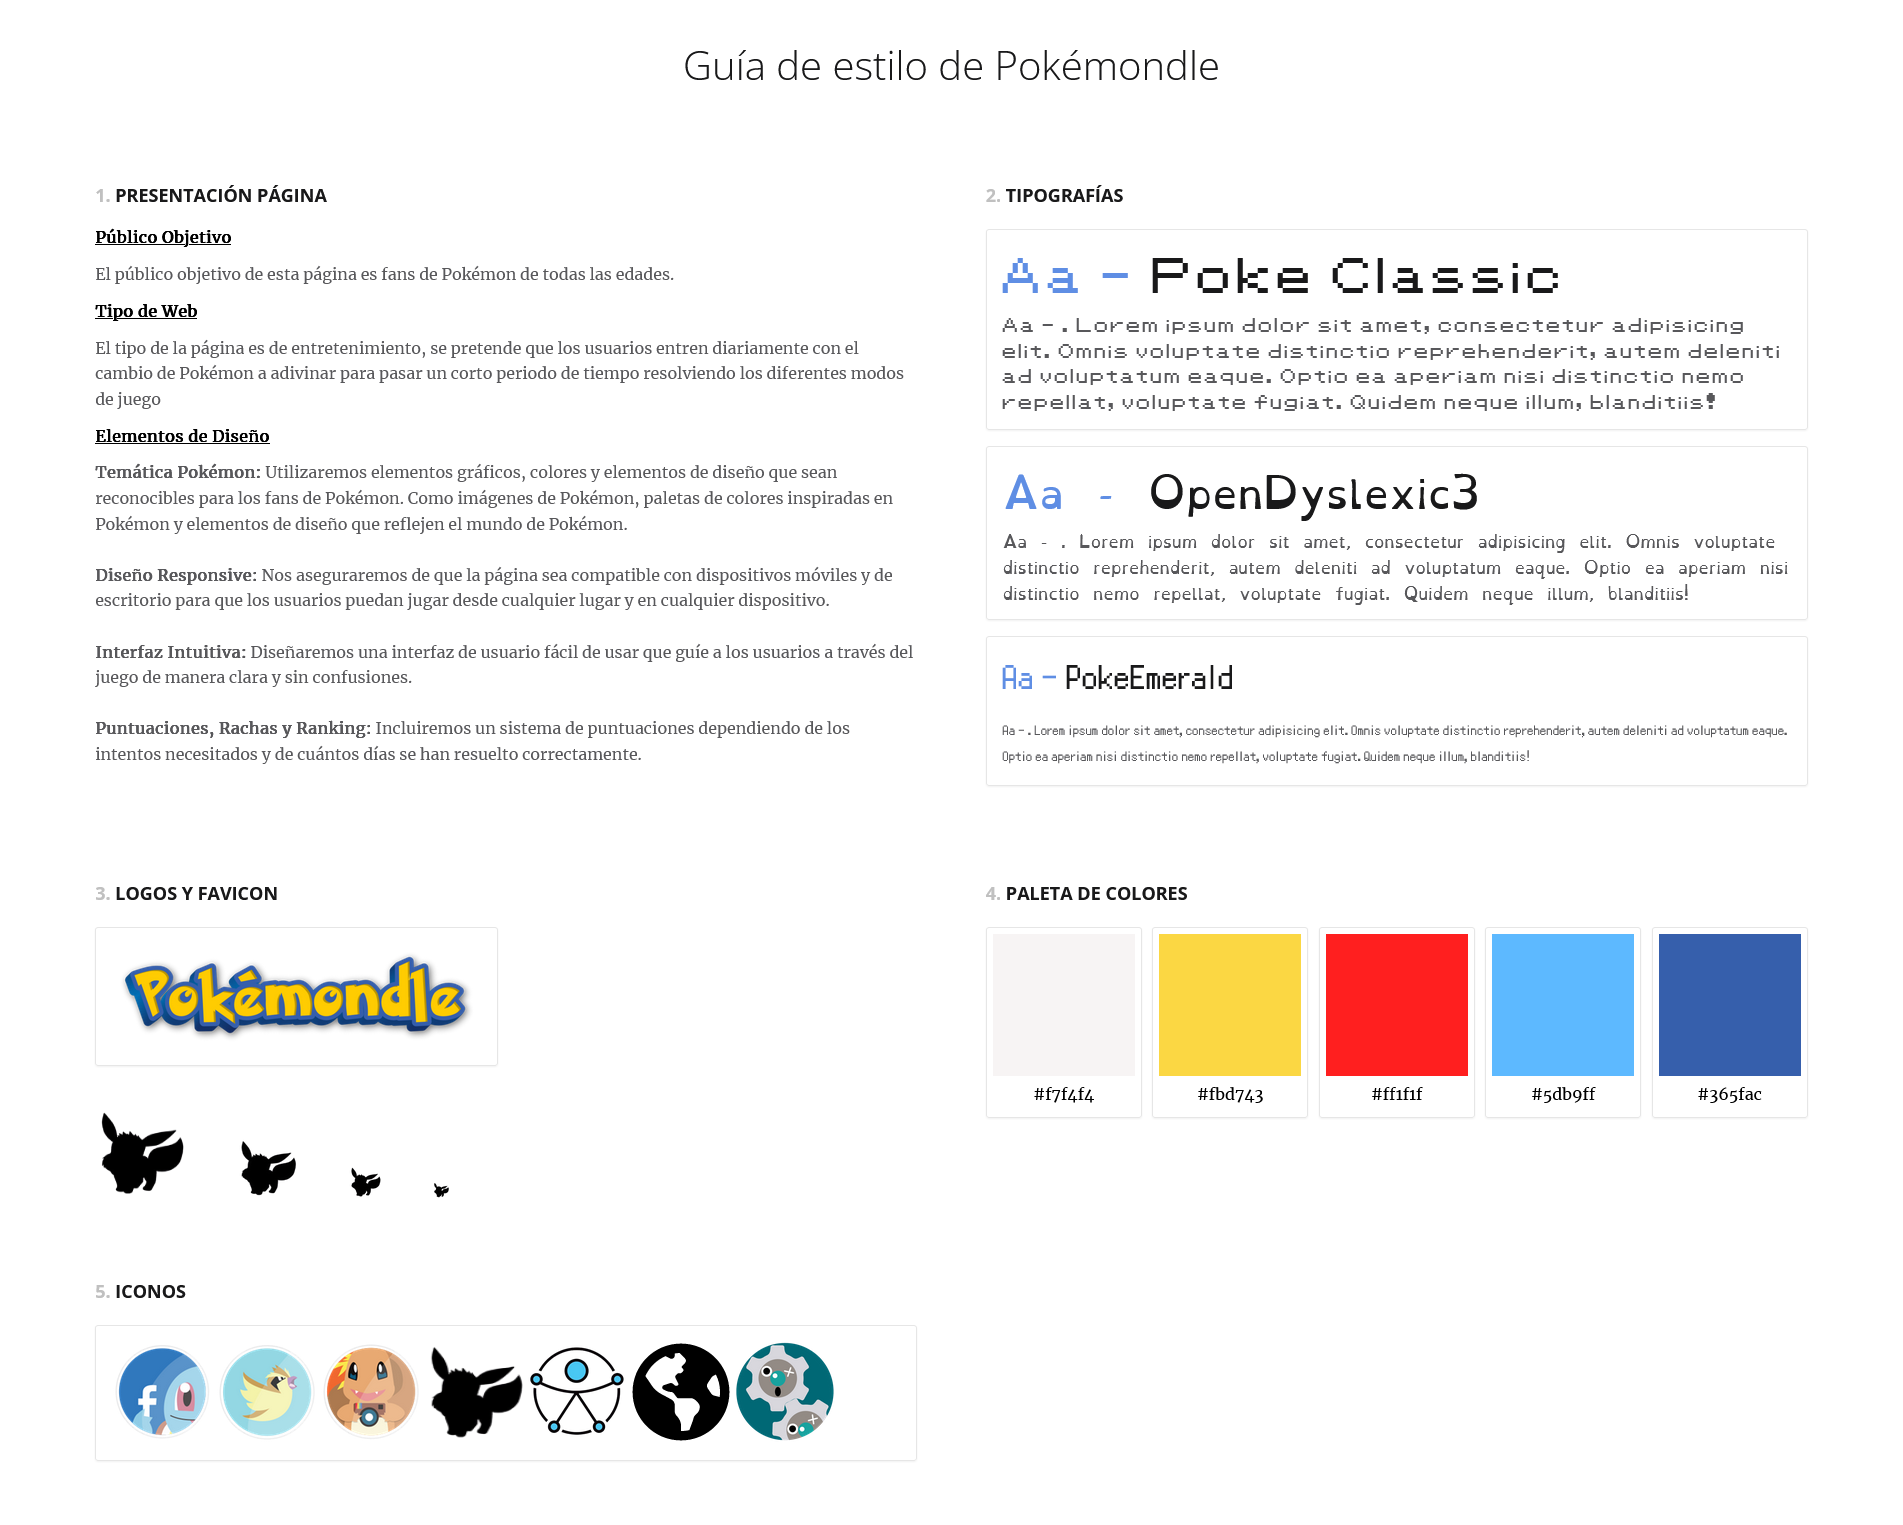 Guía de estilo de Pokémondle
1. PRESENTACIÓN PÁGINA
Público Objetivo
El público objetivo de esta página es fans de Pokémon de todas las edades.
Tipo de Web
El tipo de la página es de entretenimiento, se pretende que los usuarios entren diariamente con el
cambio de Pokémon a adivinar para pasar un corto periodo de tiempo resolviendo los diferentes modos
de juego
Elementos de Diseño
Temática Pokémon: Utilizaremos elementos gráficos, colores y elementos de diseño que sean
reconocibles para los fans de Pokémon. Como imágenes de Pokémon, paletas de colores inspiradas en
Pokémon y elementos de diseño que reflejen el mundo de Pokémon.
Diseño Responsive: Nos aseguraremos de que la página sea compatible con dispositivos móviles y de
escritorio para que los usuarios puedan jugar desde cualquier lugar y en cualquier dispositivo.
Interfaz Intuitiva: Diseñaremos una interfaz de usuario fácil de usar que guíe a los usuarios a través del
juego de manera clara y sin confusiones.
Puntuaciones, Rachas y Ranking: Incluiremos un sistema de puntuaciones dependiendo de los
intentos necesitados y de cuántos días se han resuelto correctamente.
2. TIPOGRAFÍAS
Aa - Poke Classic
Aa - . Lorem ipsum dolor sit amet, consectetur adipisicing
elit. Omnis voluptate distinctio reprehenderit, autem deleniti
ad voluptatum eaque. Optio ea aperiam nisi distinctio nemo
repellat, voluptate fugiat. Quidem neque illum, blanditiis!
Aa - OpenDyslexic3
Aa - . Lorem ipsum dolor sit amet, consectetur adipisicing elit. Omnis voluptate
distinctio reprehenderit, autem deleniti ad voluptatum eaque. Optio ea aperiam nisi
distinctio nemo repellat, voluptate fugiat. Quidem neque illum, blanditiis!
Aa - PokeEmerald
Aa - . Lorem ipsum dolor sit amet, consectetur adipisicing elit. Omnis voluptate distinctio reprehenderit, autem deleniti ad voluptatum eaque.
Optio ea aperiam nisi distinctio nemo repellat, voluptate fugiat. Quidem neque illum, blanditiis!
3. LOGOS Y FAVICON
Pokémondle
4. PALETA DE COLORES
#f7f4f4
#fbd743
#ff1f1f
#5db9ff
#365fac
5. ICONOS
f